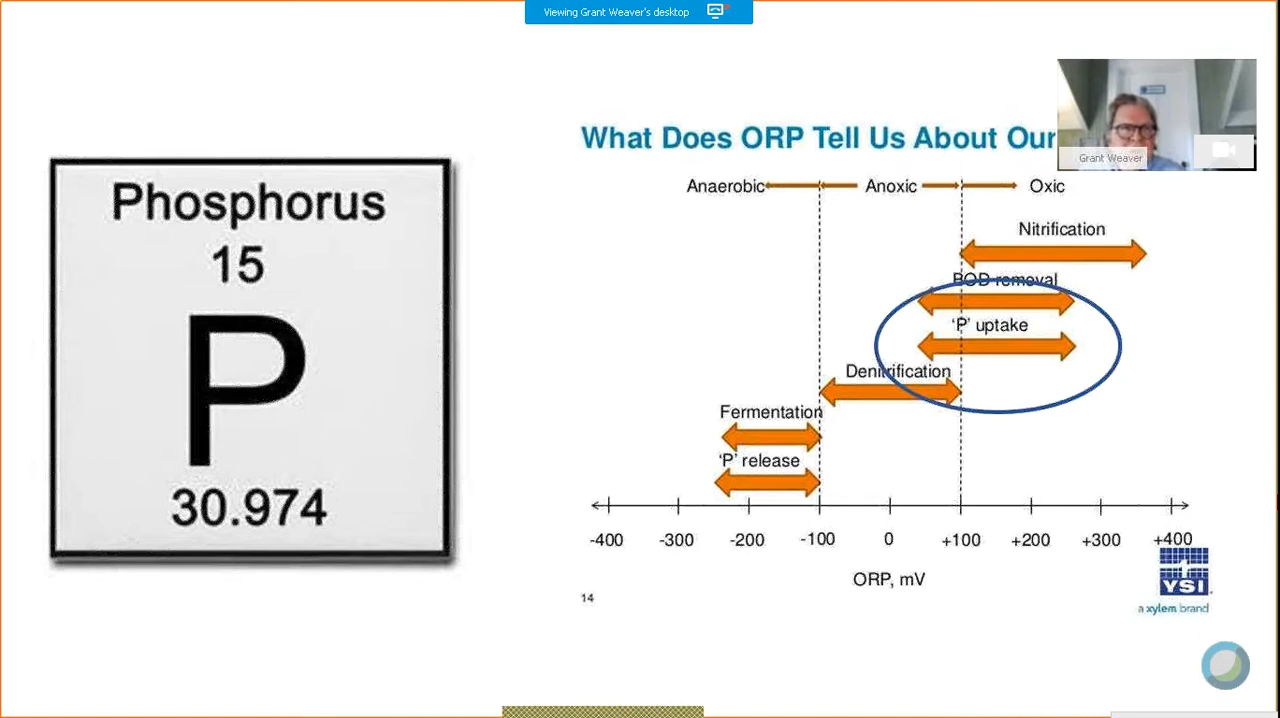 Viewing Grant Weaver's desktop
Grant Weaver
Phosphorus
15
P
30.974
What Does ORP Tell Us About Our
Anaerobic Anoxic Oxic
Nitrification
BOD removal
‘P’ uptake
Denitrification
Fermentation
‘P’ release
-400 -300 -200 -100 0 +100 +200 +300 +400
ORP, mV
14
YSI
a xylem brand